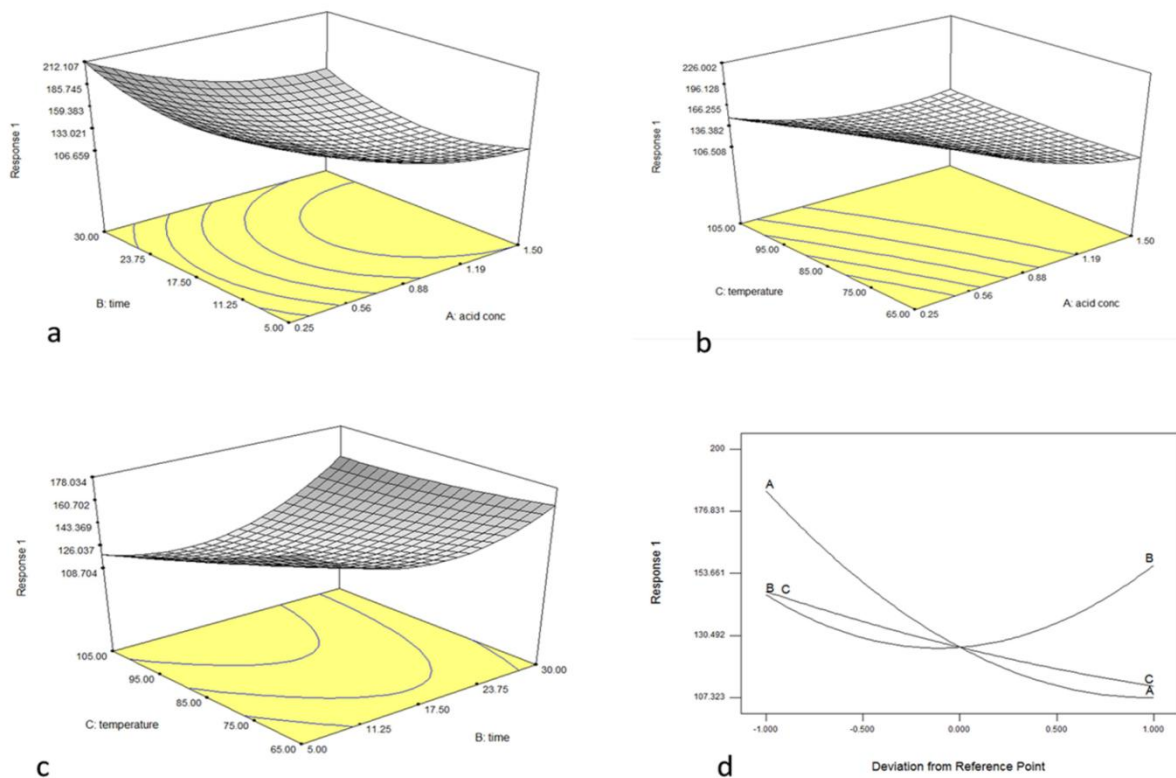 212.107
185.745
159.383
133.021
106.659
Response 1
30.00
23.75
17.50
11.25
5.00
B: time
0.25
0.56
0.88
1.19
1.50
A: acid conc
a
226.002
196.128
166.255
136.382
106.508
Response 1
105.00
95.00
85.00
75.00
65.00
C: temperature
0.25
0.56
0.88
1.19
1.50
A: acid conc
b
178.034
160.702
143.369
126.037
108.704
Response 1
105.00
95.00
85.00
75.00
65.00
C: temperature
5.00
11.25
17.50
23.75
30.00
B: time
c
200
176.831
153.661
130.492
107.323
Response 1
A
B C
B
C
A
-1.000 -0.500 0.000 0.500 1.000
Deviation from Reference Point
d